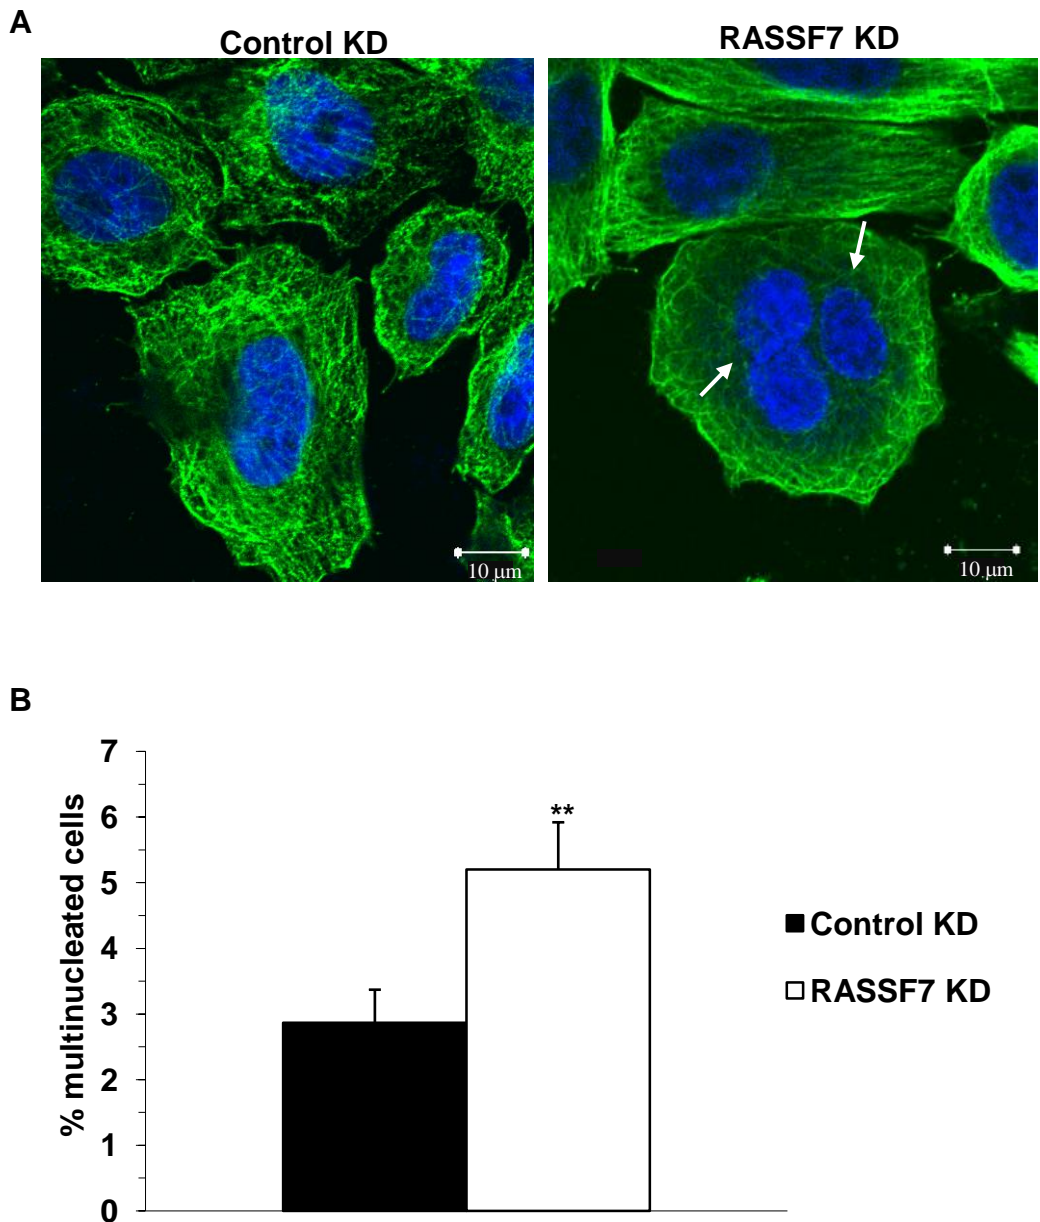 A
Control KD
RASSF7 KD
10 µm
10 µm
B
% multinucleated cells
7
6
5
4
3
2
1
0
**
Control KD
RASSF7 KD